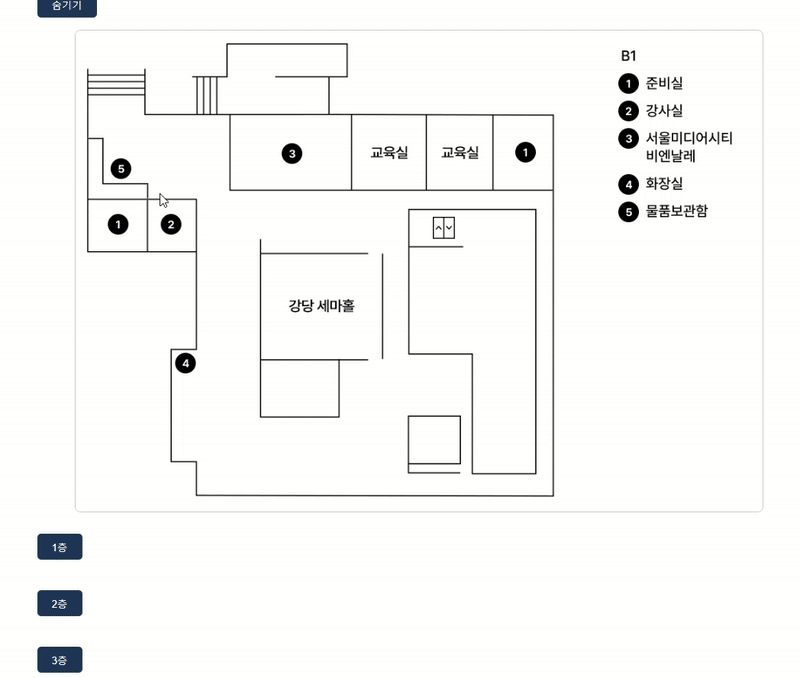 숨기기
B1
1 준비실
2 강사실
3 서울미디어시티
비엔날레
4 화장실
5 물품보관함
3
교육실
교육실
1
5
1
2
강당 세마홀
4
1층
2층
3층